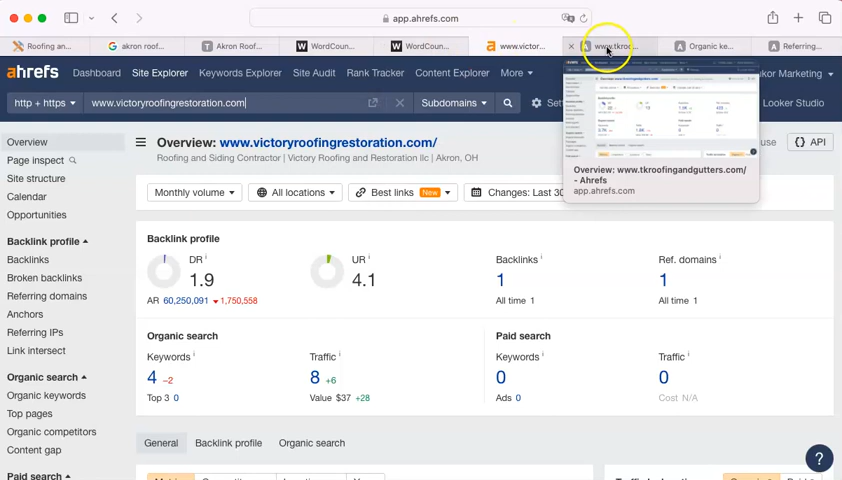 app.ahrefs.com
Roofing an...
akron roof...
Akron Roof...
WordCoun...
WordCoun...
www.victor...
www.tkroo...
Organic ke...
Referring...
ahrefs
Dashboard
Site Explorer
Keywords Explorer
Site Audit
Rank Tracker
Content Explorer
More
kor Marketing
http + https
www.victoryroofingrestoration.com
Subdomains
Set
Looker Studio
Overview: www.tkroofingandgutters.com/
- Ahrefs
app.ahrefs.com
Overview
Page inspect
Site structure
Calendar
Opportunities
Backlink profile
Backlinks
Broken backlinks
Referring domains
Anchors
Referring IPs
Link intersect
Organic search
Organic keywords
Top pages
Organic competitors
Content gap
Paid search
Overview: www.victoryroofingrestoration.com/
use
API
Roofing and Siding Contractor | Victory Roofing and Restoration llc | Akron, OH
Monthly volume
All locations
Best links New
Changes: Last 30
Backlink profile
DR
1.9
AR 60,250,091 1,750,558
UR
4.1
Backlinks
1
All time 1
Ref. domains
1
All time 1
Organic search
Keywords
4 –2
Top 3 0
Traffic
8 +6
Value $37 +28
Paid search
Keywords
0
Ads 0
Traffic
0
Cost N/A
General
Backlink profile
Organic search
?